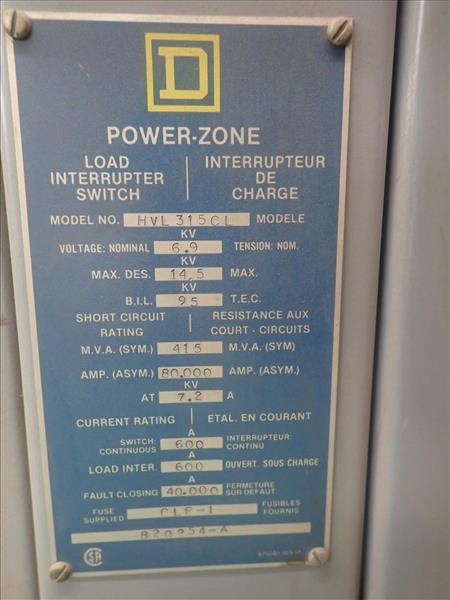 D
POWER-ZONE
LOAD INTERRUPTER SWITCH
INTERRUPTEUR DE CHARGE
MODEL NO. HVL 315CL MODELE
KV
VOLTAGE: NOMINAL 6.9 TENSION: NOM.
KV
MAX. DES. 14.5 MAX.
KV
B.I.L. 95 T.E.C.
SHORT CIRCUIT RATING
RESISTANCE AUX COURT - CIRCUITS
M.V.A. (SYM.) 415 M.V.A. (SYM)
AMP. (ASYM.) 80.000 AMP. (ASYM.)
KV
AT 7.2 A
CURRENT RATING ETAL. EN COURANT
A
SWITCH: CONTINUOUS 600 INTERRUPTEUR: CONTINU
A
LOAD INTER. 600 OUVERT. SOUS CHARGE
A
FAULT CLOSING 40.000 FERMETURE SUR DEFAUT
FUSE SUPPLIED CLF-1 FUSIBLES FOURNIS
820254-A